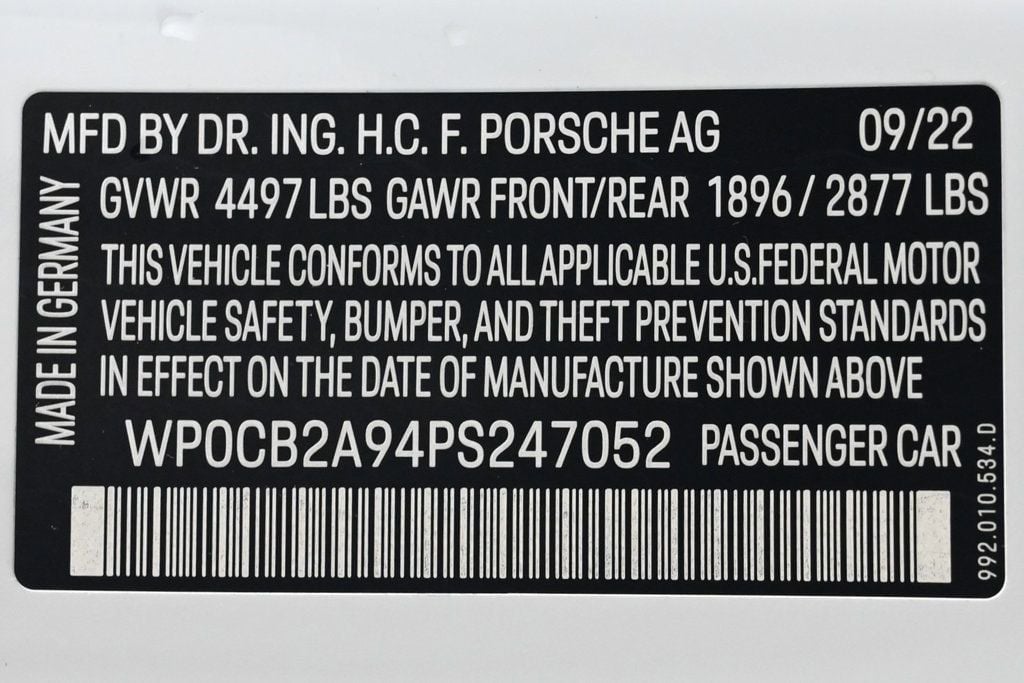 MFD BY DR. ING. H.C. F. PORSCHE AG 09/22
GVWR 4497 LBS GAWR FRONT/REAR 1896 / 2877 LBS
THIS VEHICLE CONFORMS TO ALL APPLICABLE U.S.FEDERAL MOTOR
VEHICLE SAFETY, BUMPER, AND THEFT PREVENTION STANDARDS
IN EFFECT ON THE DATE OF MANUFACTURE SHOWN ABOVE
WP0CB2A94PS247052 PASSENGER CAR
MADE IN GERMANY
992.010.534.D